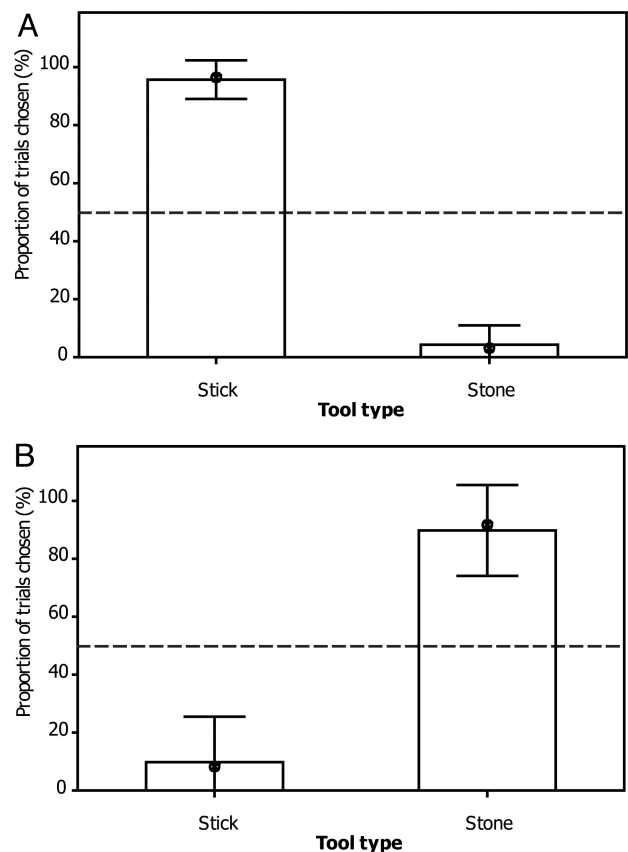 A
Proportion of trials chosen (%)
100
80
60
40
20
0
Stick
Stone
Tool type
B
Proportion of trials chosen (%)
100
80
60
40
20
0
Stick
Stone
Tool type